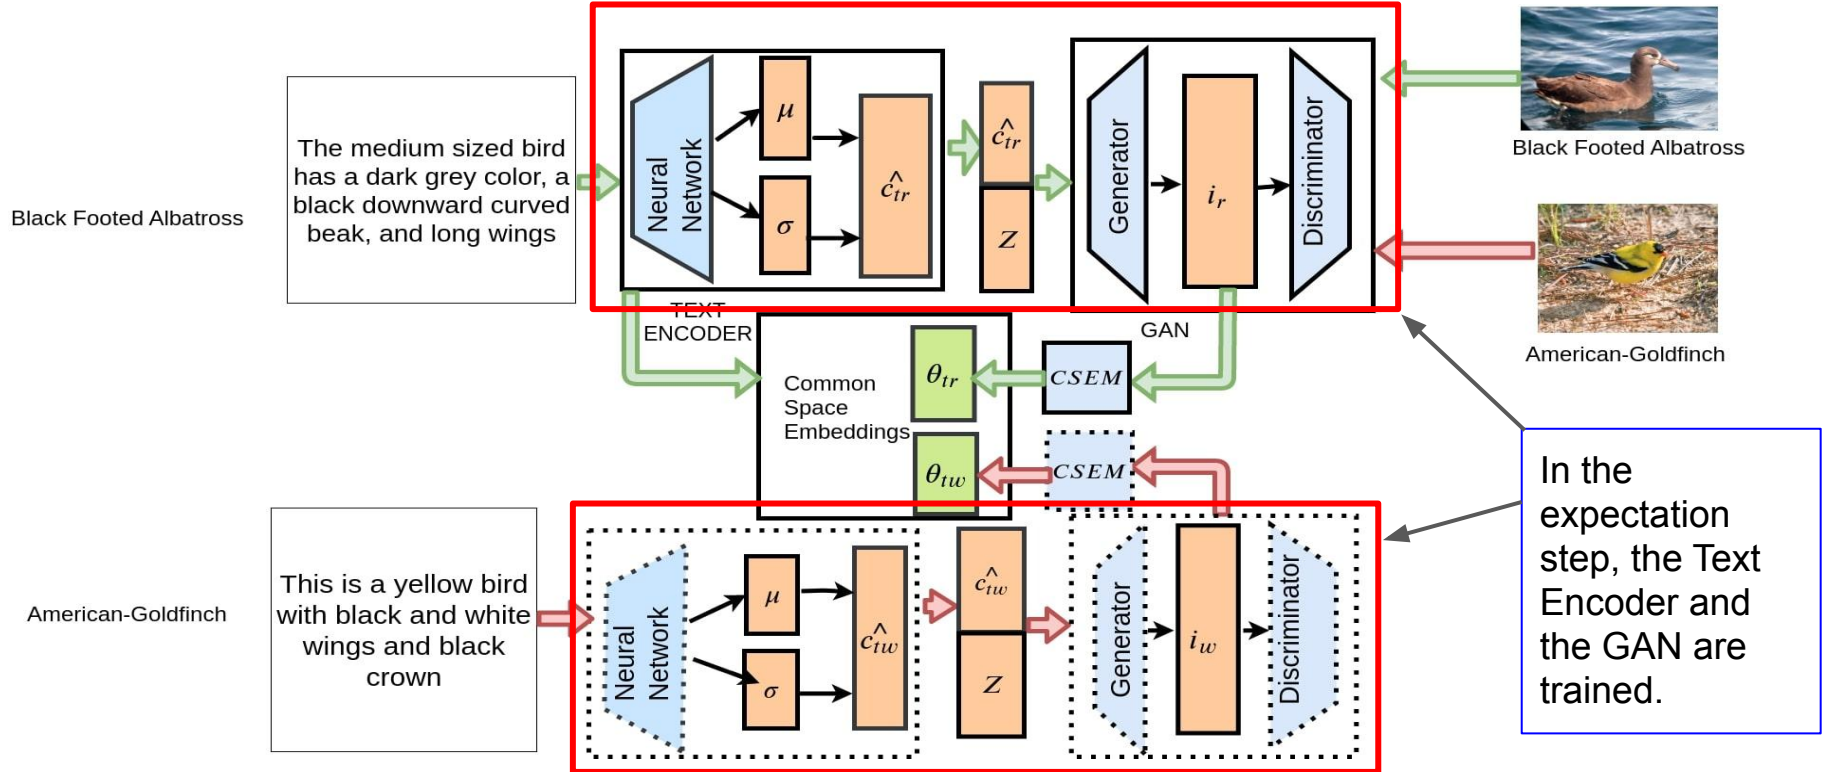 Black Footed Albatross
The medium sized bird
has a dark grey color, a
black downward curved
beak, and long wings
Neural
Network
μ
σ
ĉtr
ĉtr
Z
Generator
ir
Discriminator
Black Footed Albatross
American-Goldfinch
TEXT
ENCODER
GAN
Common
Space
Embeddings
θtr
CSEM
θtw
CSEM
American-Goldfinch
This is a yellow bird
with black and white
wings and black
crown
Neural
Network
μ
σ
ĉtw
ĉtw
Z
Generator
iw
Discriminator
In the
expectation
step, the Text
Encoder and
the GAN are
trained.